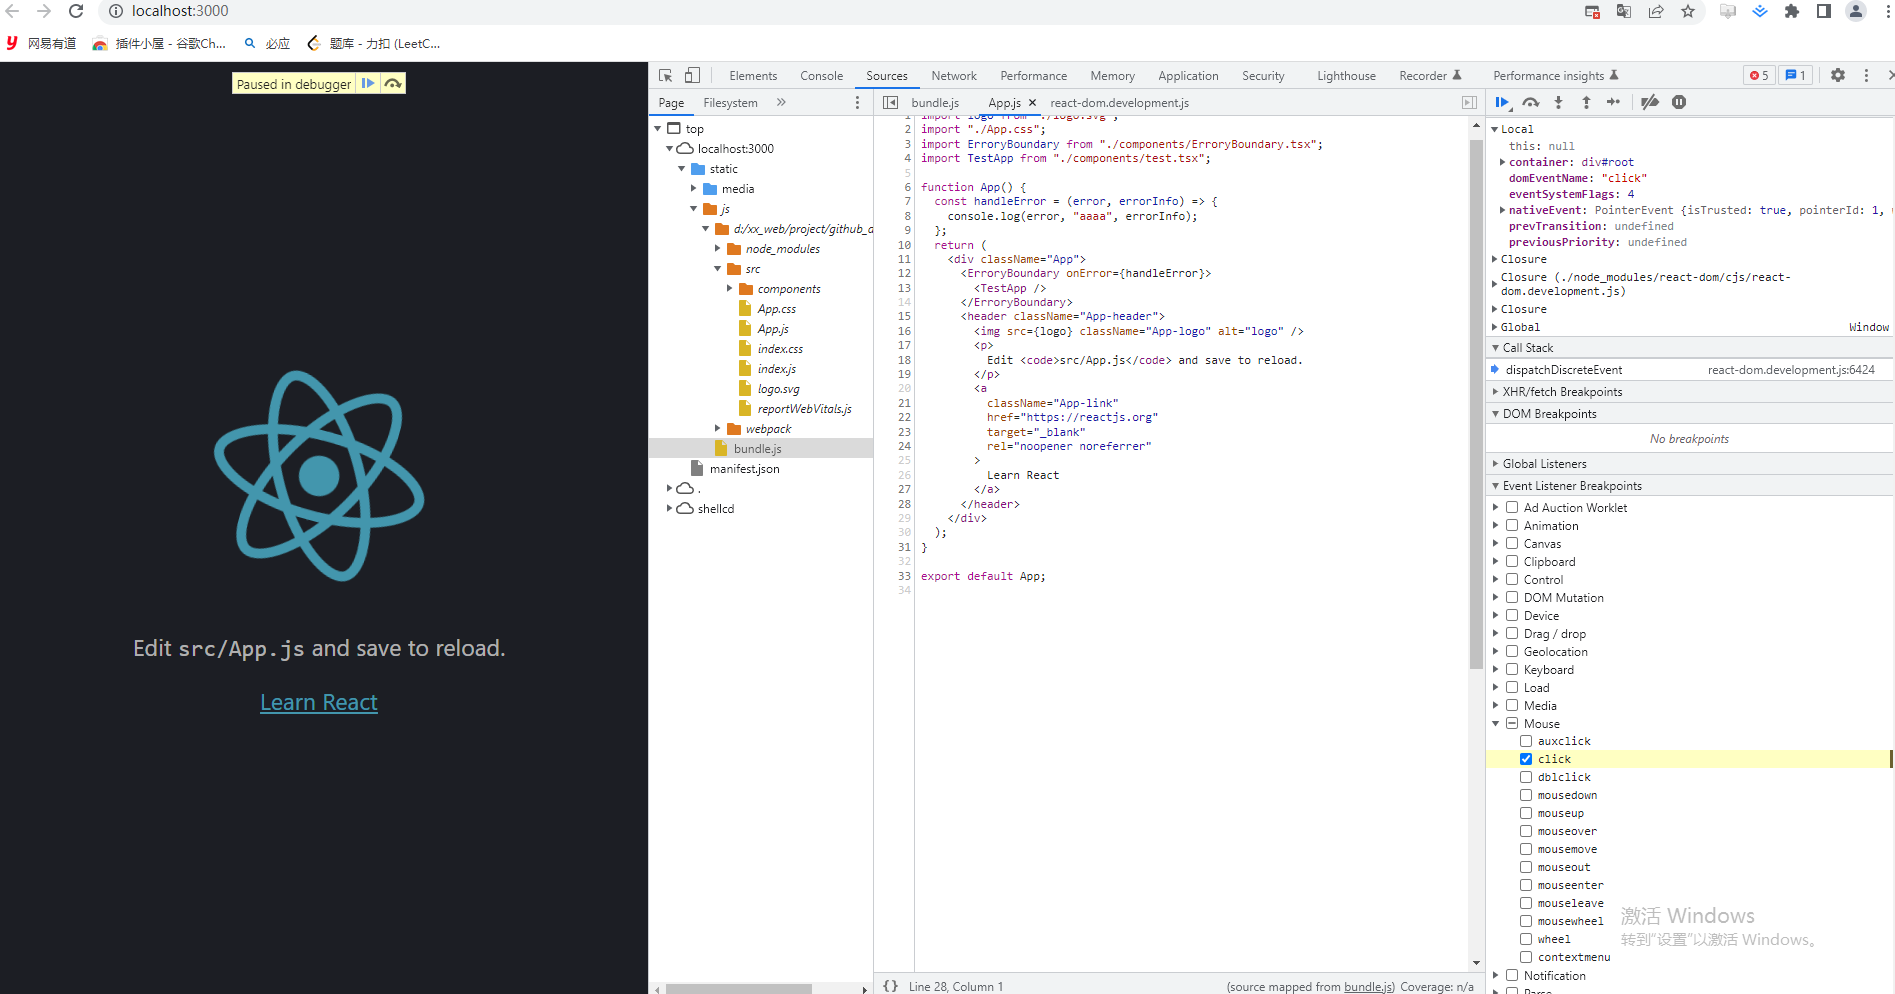 localhost:3000
网易有道
插件小屋 - 谷歌Ch...
必应
题库 - 力扣 (LeetC...
Paused in debugger
Edit src/App.js and save to reload.
Learn React
Elements Console Sources Network Performance Memory Application Security Lighthouse Recorder Performance insights 5 1
Page Filesystem »
top
localhost:3000
static
media
js
d:/xx_web/project/github_d
node_modules
src
components
App.css
App.js
index.css
index.js
logo.svg
reportWebVitals.js
webpack
bundle.js
manifest.json
.
shellcd
bundle.js App.js react-dom.development.js
1 import logo from "./logo.svg";
2 import "./App.css";
3 import ErroryBoundary from "./components/ErroryBoundary.tsx";
4 import TestApp from "./components/test.tsx";
5
6 function App() {
7 const handleError = (error, errorInfo) => {
8 console.log(error, "aaaa", errorInfo);
9 };
10 return (
11 <div className="App">
12 <ErroryBoundary onError={handleError}>
13 <TestApp />
14 </ErroryBoundary>
15 <header className="App-header">
16 <img src={logo} className="App-logo" alt="logo" />
17 <p>
18 Edit <code>src/App.js</code> and save to reload.
19 </p>
20 <a
21 className="App-link"
22 href="https://reactjs.org"
23 target="_blank"
24 rel="noopener noreferrer"
25 >
26 Learn React
27 </a>
28 </header>
29 </div>
30 );
31 }
32
33 export default App;
34
{} Line 28, Column 1 (source mapped from bundle.js) Coverage: n/a
Local
this: null
container: div#root
domEventName: "click"
eventSystemFlags: 4
nativeEvent: PointerEvent {isTrusted: true, pointerId: 1,
prevTransition: undefined
previousPriority: undefined
Closure
Closure (./node_modules/react-dom/cjs/react-
dom.development.js)
Closure
Global Window
Call Stack
dispatchDiscreteEvent react-dom.development.js:6424
XHR/fetch Breakpoints
DOM Breakpoints
No breakpoints
Global Listeners
Event Listener Breakpoints
Ad Auction Worklet
Animation
Canvas
Clipboard
Control
DOM Mutation
Device
Drag / drop
Geolocation
Keyboard
Load
Media
Mouse
auxclick
click
dblclick
mousedown
mouseup
mouseover
mousemove
mouseout
mouseenter
mouseleave
mousewheel
wheel
contextmenu
Notification
Parse
激活 Windows
转到"设置"以激活 Windows。